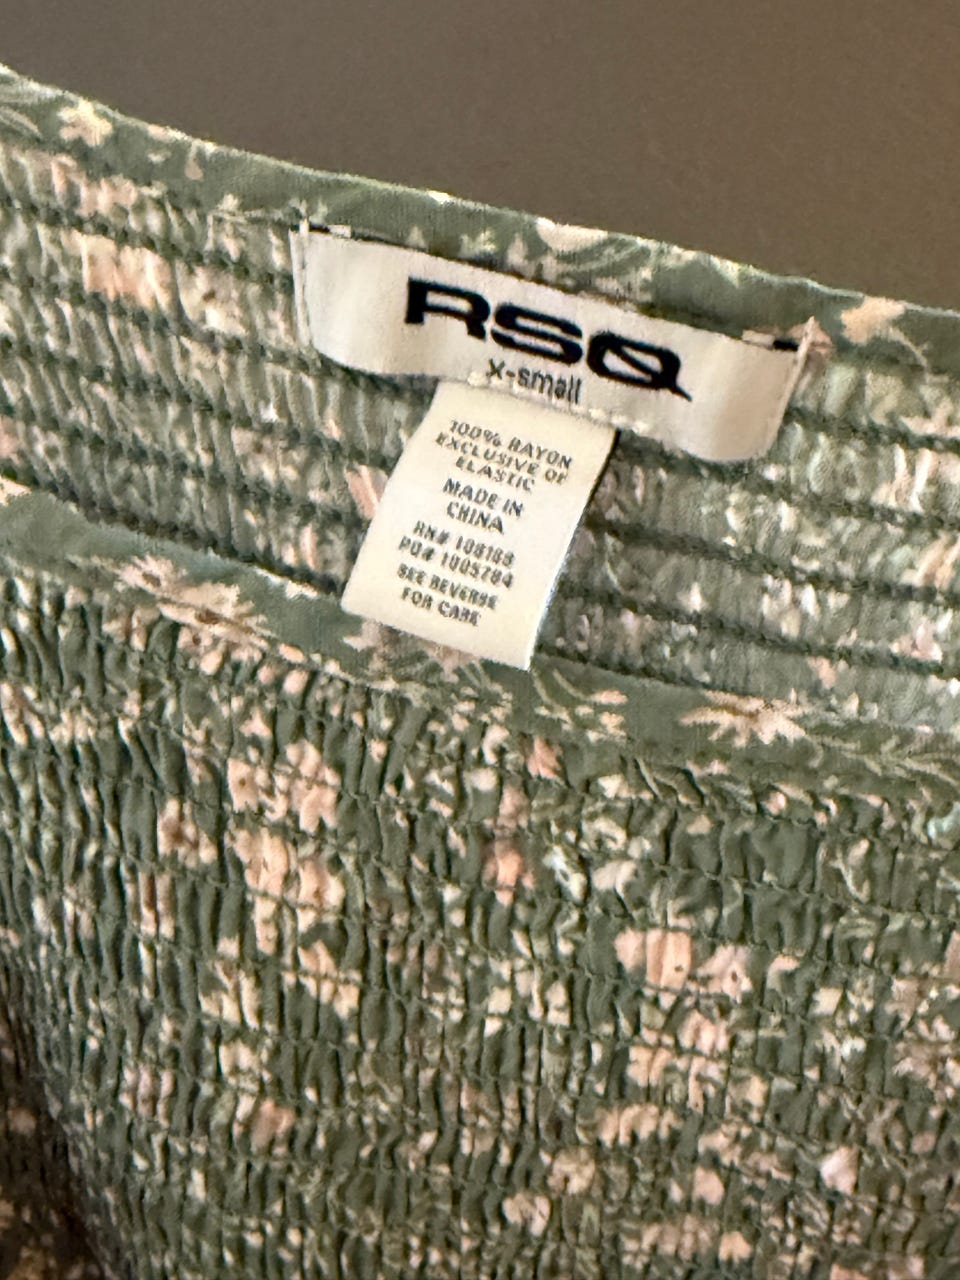 RSQ
x-small
100% RAYON
EXCLUSIVE OF
ELASTIC
MADE IN
CHINA
RN# 108188
PO# 1005784
SEE REVERSE
FOR CARE